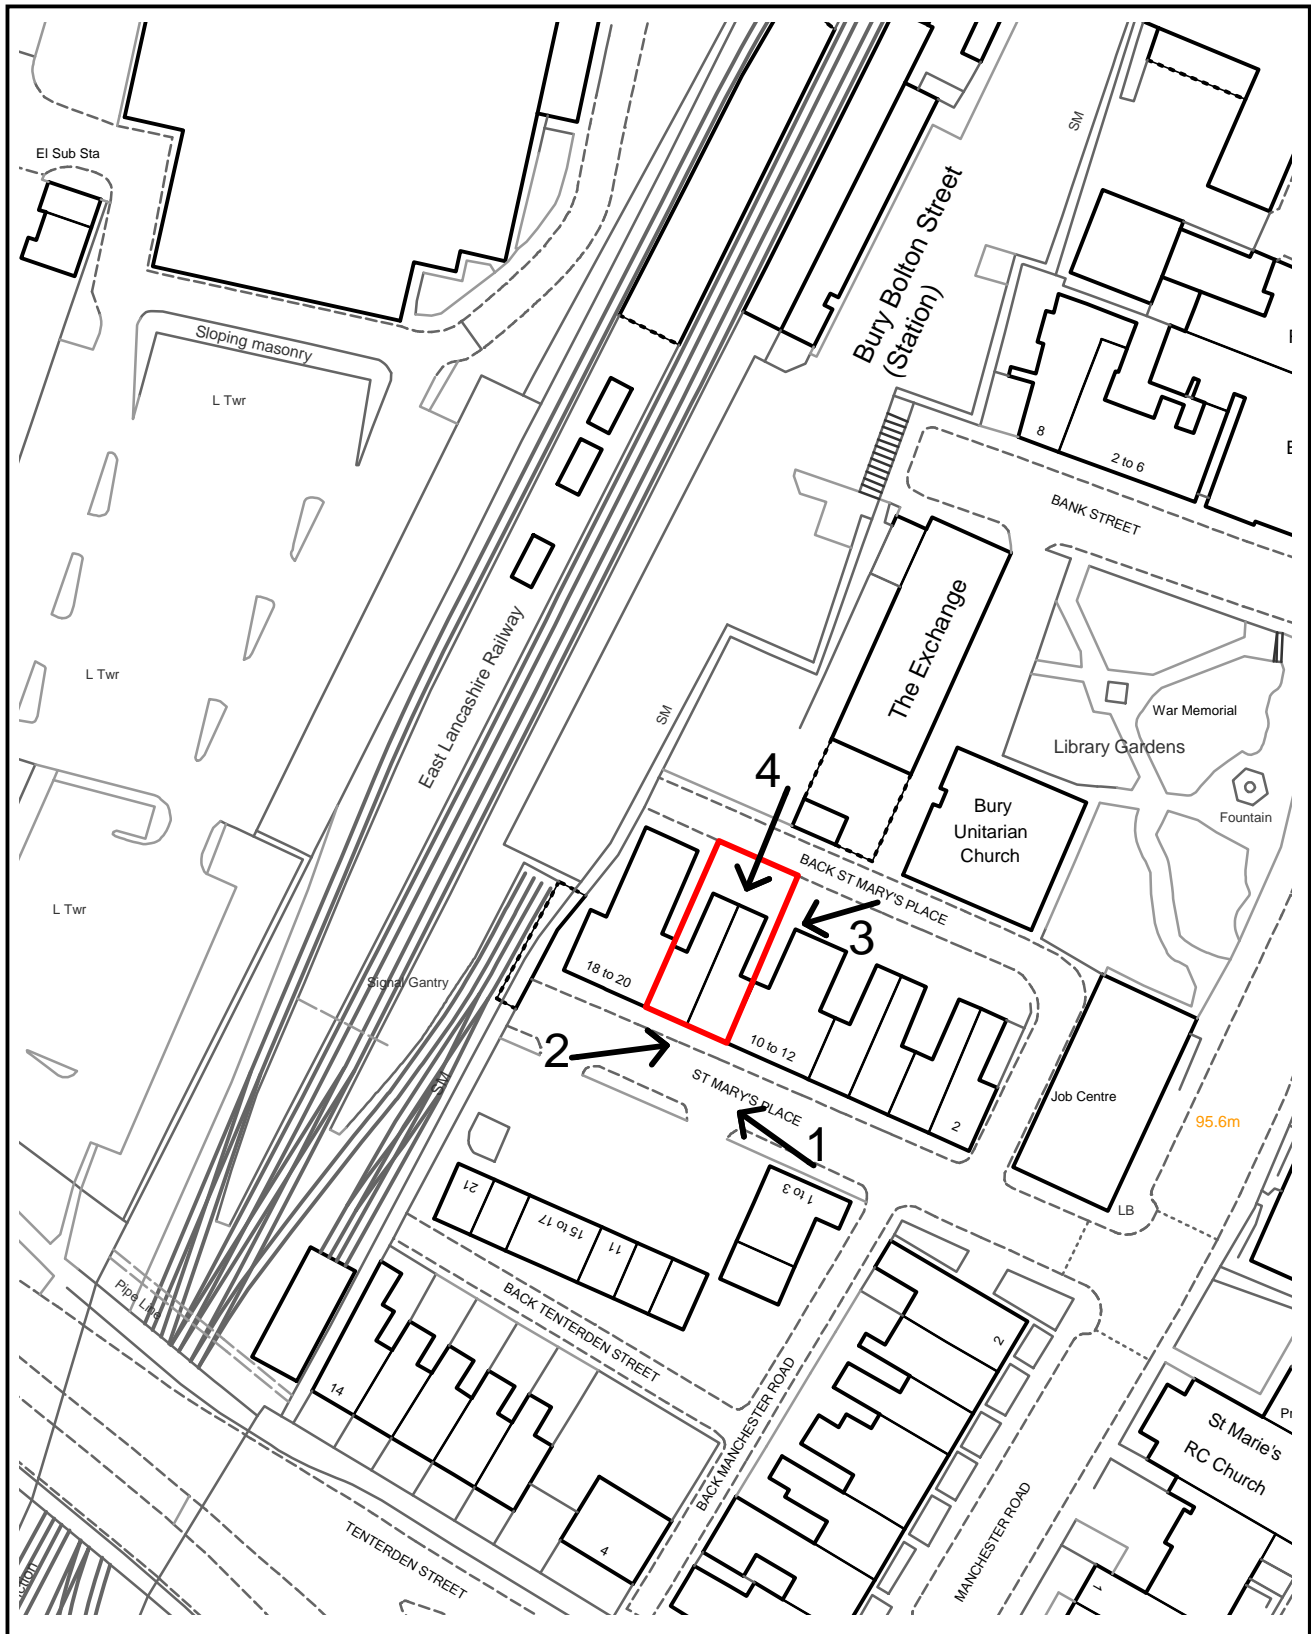 El Sub Sta
SM
Bury Bolton Street
(Station)
Sloping masonry
L Twr
8
2 to 6
BANK STREET
The Exchange
East Lancashire Railway
L Twr
SM
War Memorial
Library Gardens
Fountain
4
Bury
Unitarian
Church
BACK ST MARY'S PLACE
L Twr
3
18 to 20
Signal Gantry
10 to 12
2
ST MARY'S PLACE
2
Job Centre
95.6m
SM
1
1 to 3
21
15 to 17
11
LB
Pipe Line
BACK TENTERDEN STREET
2
14
BACK MANCHESTER ROAD
St Marie's
RC Church
MANCHESTER ROAD
TENTERDEN STREET
4
1